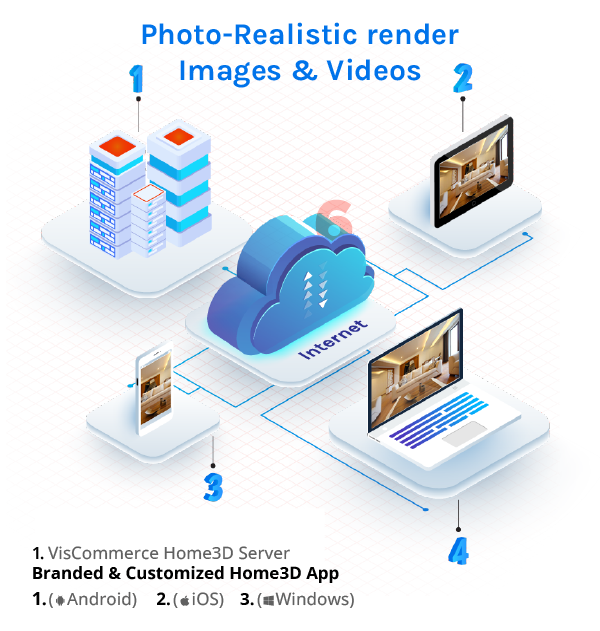 Photo-Realistic render
Images & Videos
1
2
6
Internet
3
4
1. VisCommerce Home3D Server
Branded & Customized Home3D App
1. (Android) 2. (iOS) 3. (Windows)